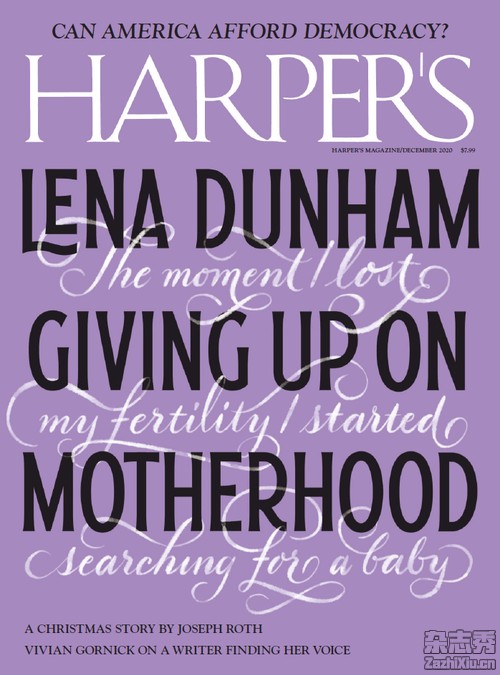 CAN AMERICA AFFORD DEMOCRACY?
HARPER'S
HARPER'S MAGAZINE/DECEMBER 2020 $7.99
LENA DUNHAM
The moment I lost
GIVING UP ON
my fertility I started
MOTHERHOOD
searching for a baby
A CHRISTMAS STORY BY JOSEPH ROTH
VIVIAN GORNICK ON A WRITER FINDING HER VOICE
杂志秀
ZaZhiXiu.cn